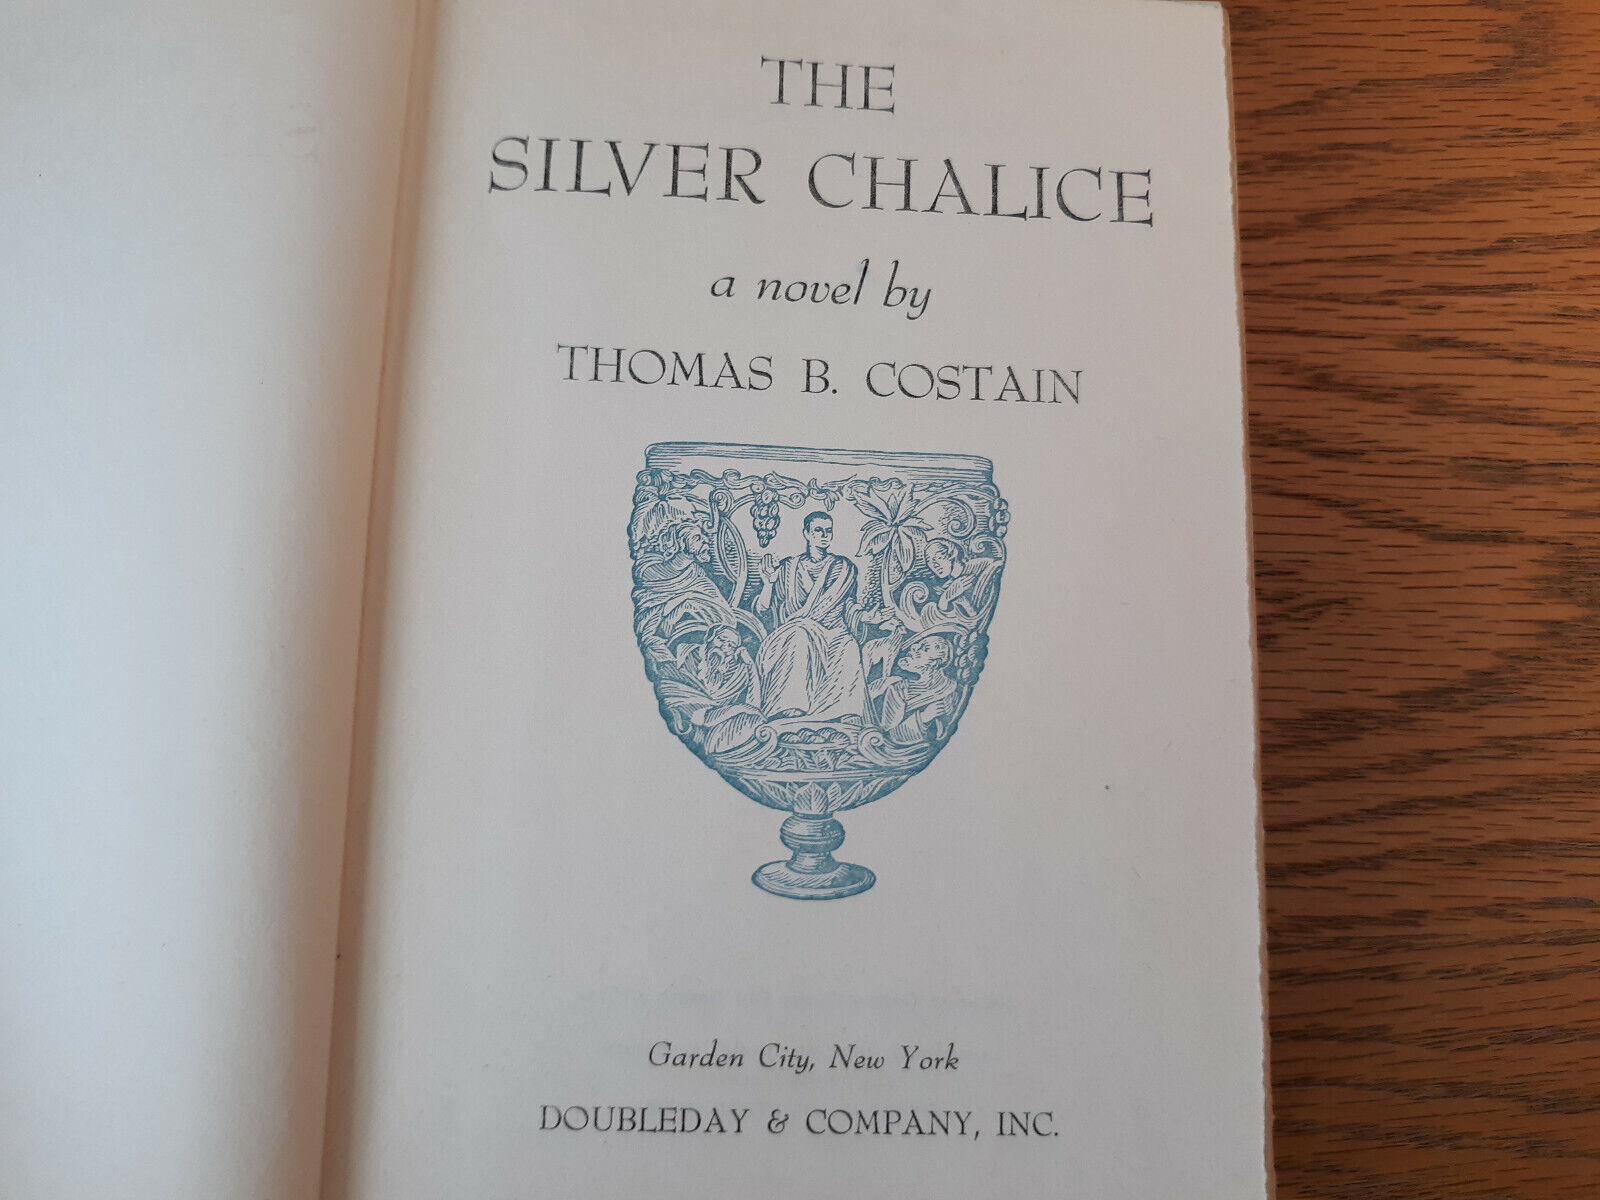 THE
SILVER CHALICE
a novel by
THOMAS B. COSTAIN
Garden City, New York
DOUBLEDAY & COMPANY, INC.